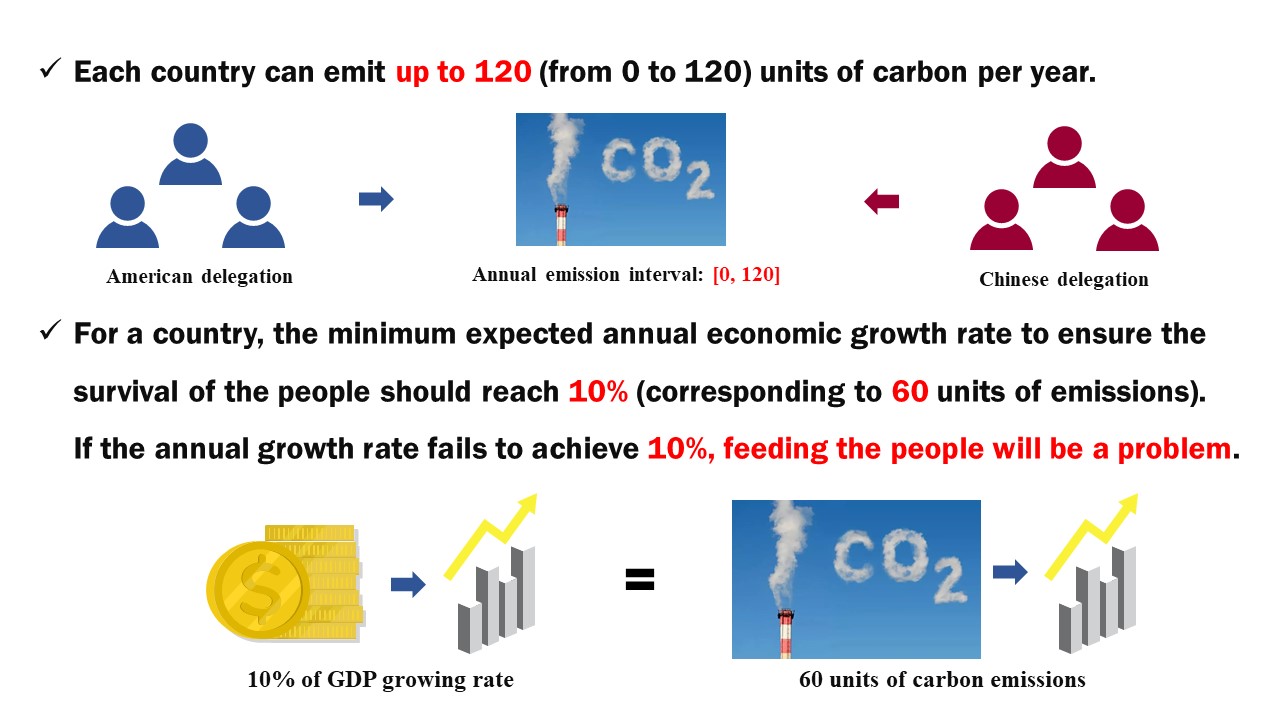 ✓ Each country can emit up to 120 (from 0 to 120) units of carbon per year.
CO2
American delegation
Annual emission interval: [0, 120]
Chinese delegation
✓ For a country, the minimum expected annual economic growth rate to ensure the
survival of the people should reach 10% (corresponding to 60 units of emissions).
If the annual growth rate fails to achieve 10%, feeding the people will be a problem.
$
=
CO2
10% of GDP growing rate
60 units of carbon emissions